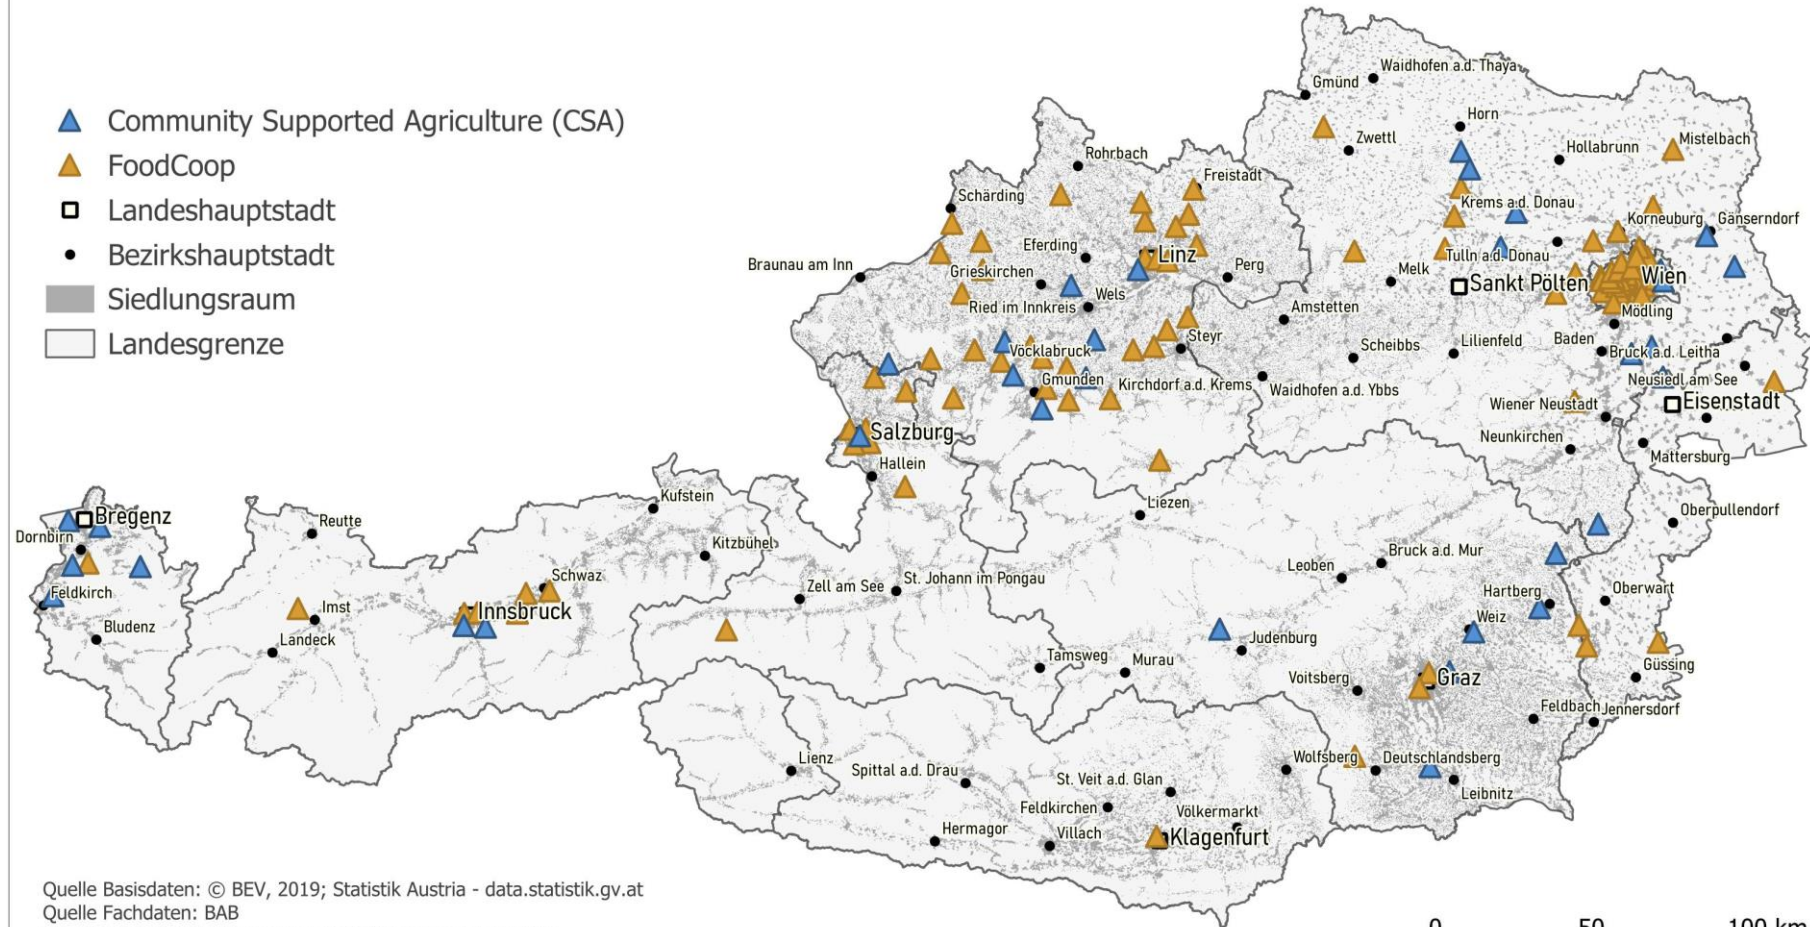 Community Supported Agriculture (CSA)
FoodCoop
Landeshauptstadt
Bezirkshauptstadt
Siedlungsraum
Landesgrenze
Waidhofen a.d. Thaya
Gmünd
Horn
Zwettl
Hollabrunn
Mistelbach
Rohrbach
Freistadt
Schärding
Krems a.d. Donau
Korneuburg
Gänserndorf
Eferding
Linz
Tulln a.d. Donau
Braunau am Inn
Grieskirchen
Perg
Melk
Sankt Pölten
Wien
Wels
Ried im Innkreis
Amstetten
Mödling
Steyr
Vöcklabruck
Scheibbs
Lilienfeld
Baden
Bruck a.d. Leitha
Gmunden
Kirchdorf a.d. Krems
Waidhofen a.d. Ybbs
Neusiedl am See
Wiener Neustadt
Eisenstadt
Salzburg
Neunkirchen
Mattersburg
Hallein
Kufstein
Liezen
Oberpullendorf
Bregenz
Reutte
Dornbirn
Kitzbühel
Bruck a.d. Mur
Leoben
Schwaz
Zell am See
St. Johann im Pongau
Hartberg
Oberwart
Feldkirch
Imst
Innsbruck
Weiz
Bludenz
Landeck
Judenburg
Tamsweg
Murau
Voitsberg
Graz
Güssing
Feldbach
Jennersdorf
Lienz
Spittal a.d. Drau
St. Veit a.d. Glan
Wolfsberg
Deutschlandsberg
Leibnitz
Feldkirchen
Völkermarkt
Hermagor
Villach
Klagenfurt
Quelle Basisdaten: © BEV, 2019; Statistik Austria - data.statistik.gv.at
Quelle Fachdaten: BAB
0 50 100 km